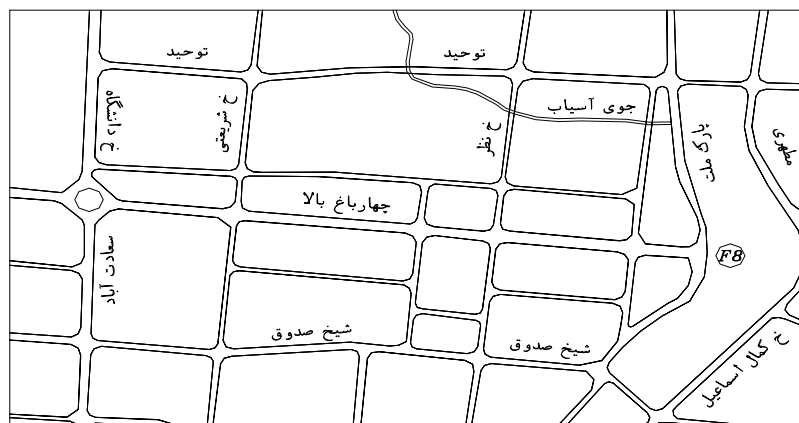 توحید
توحید
خ دانشگاه
خ شریعتی
خ نظر
جوی آسیاب
پارک ملت
مطهری
چهارباغ بالا
سعادت آباد
F8
شیخ صدوق
شیخ صدوق
خ کمال اسماعیل